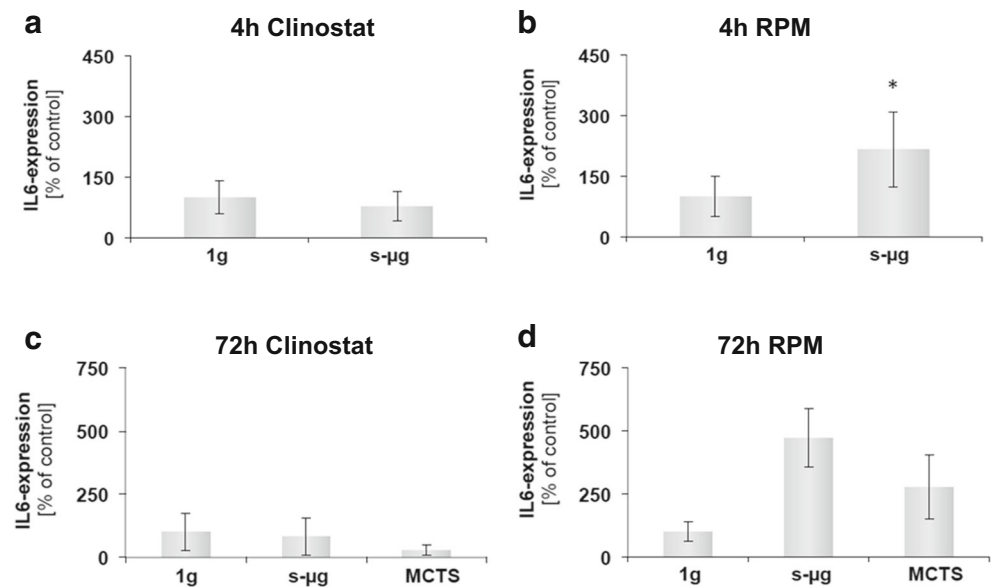 a
4h Clinostat
IL6-expression
[% of control]
450
300
150
0
1g
s-µg
b
4h RPM
IL6-expression
[% of control]
450
300
150
0
*
1g
s-µg
c
72h Clinostat
IL6-expression
[% of control]
750
500
250
0
1g
s-µg
MCTS
d
72h RPM
IL6-expression
[% of control]
750
500
250
0
1g
s-µg
MCTS